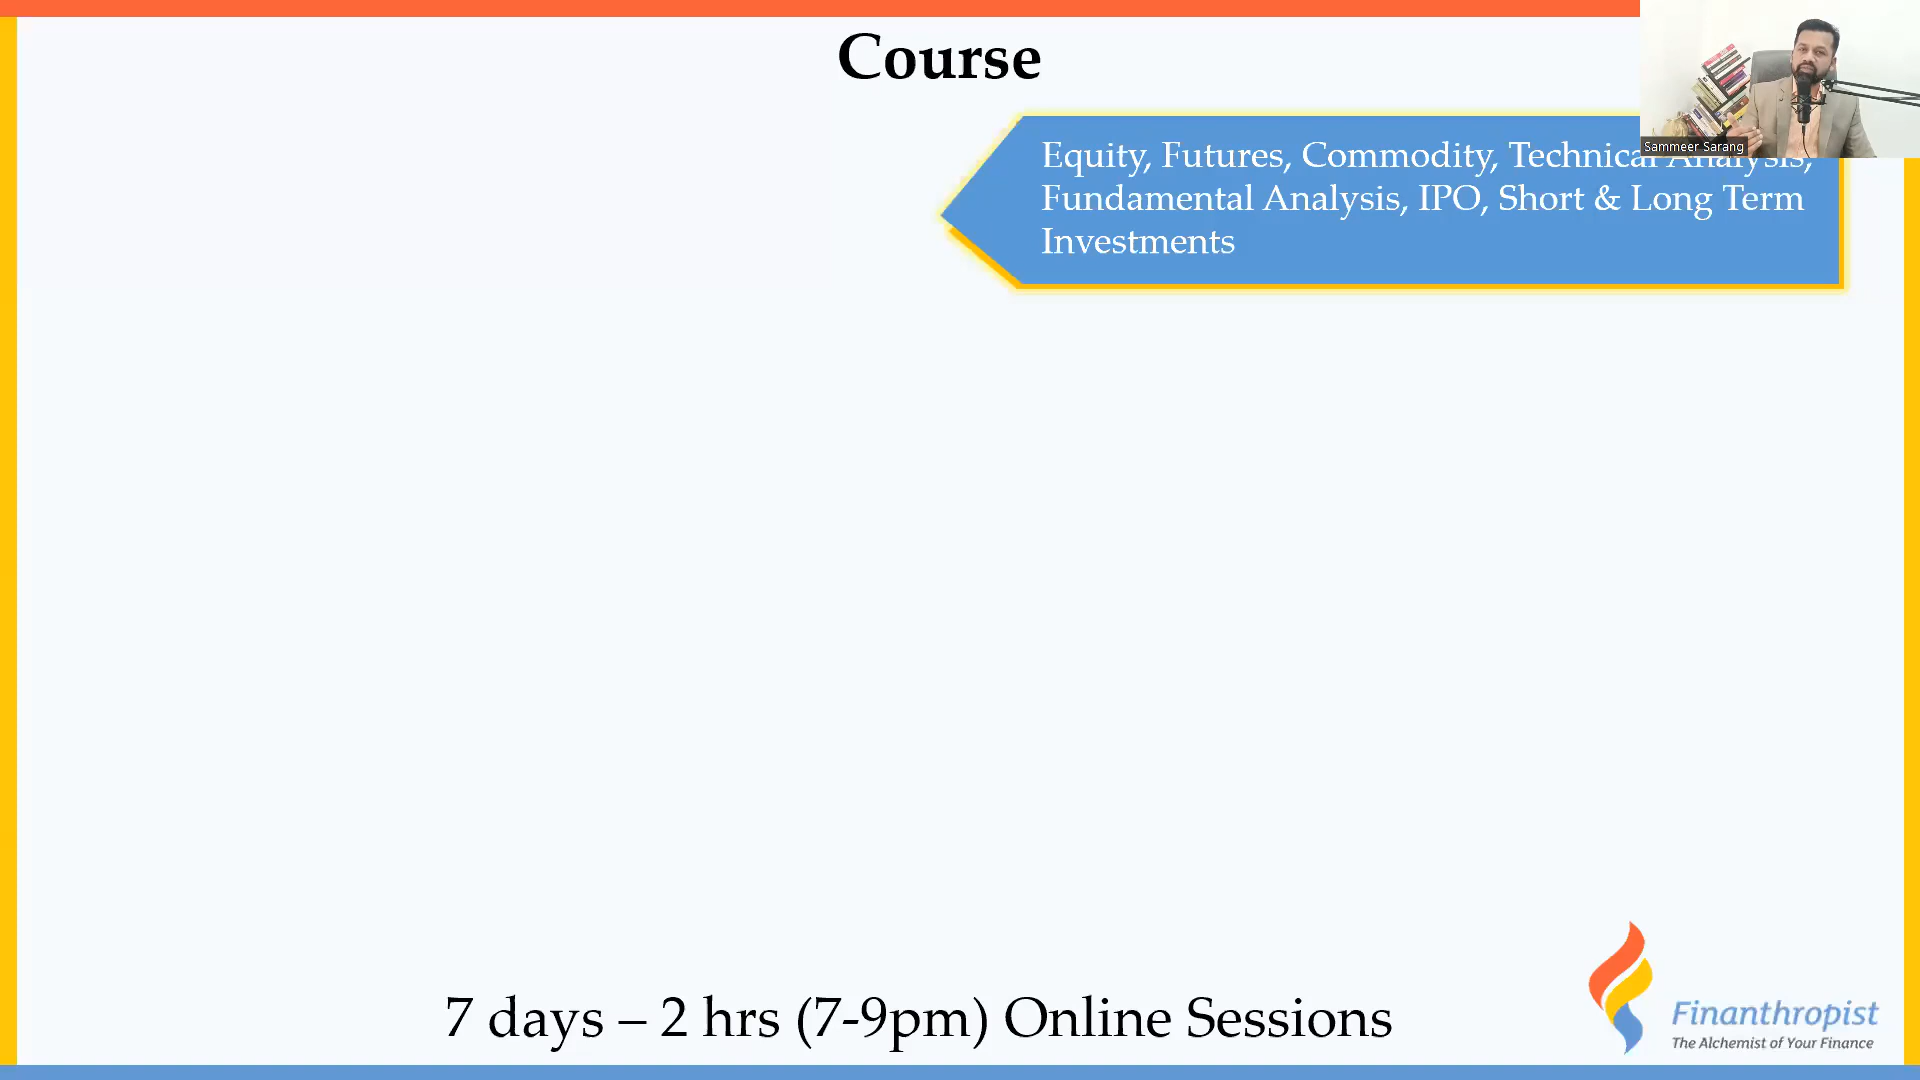 Course
Sammeer Sarang
Equity, Futures, Commodity, Technical Analysis,
Fundamental Analysis, IPO, Short & Long Term
Investments
7 days – 2 hrs (7-9pm) Online Sessions
Finanthropist
The Alchemist of Your Finance